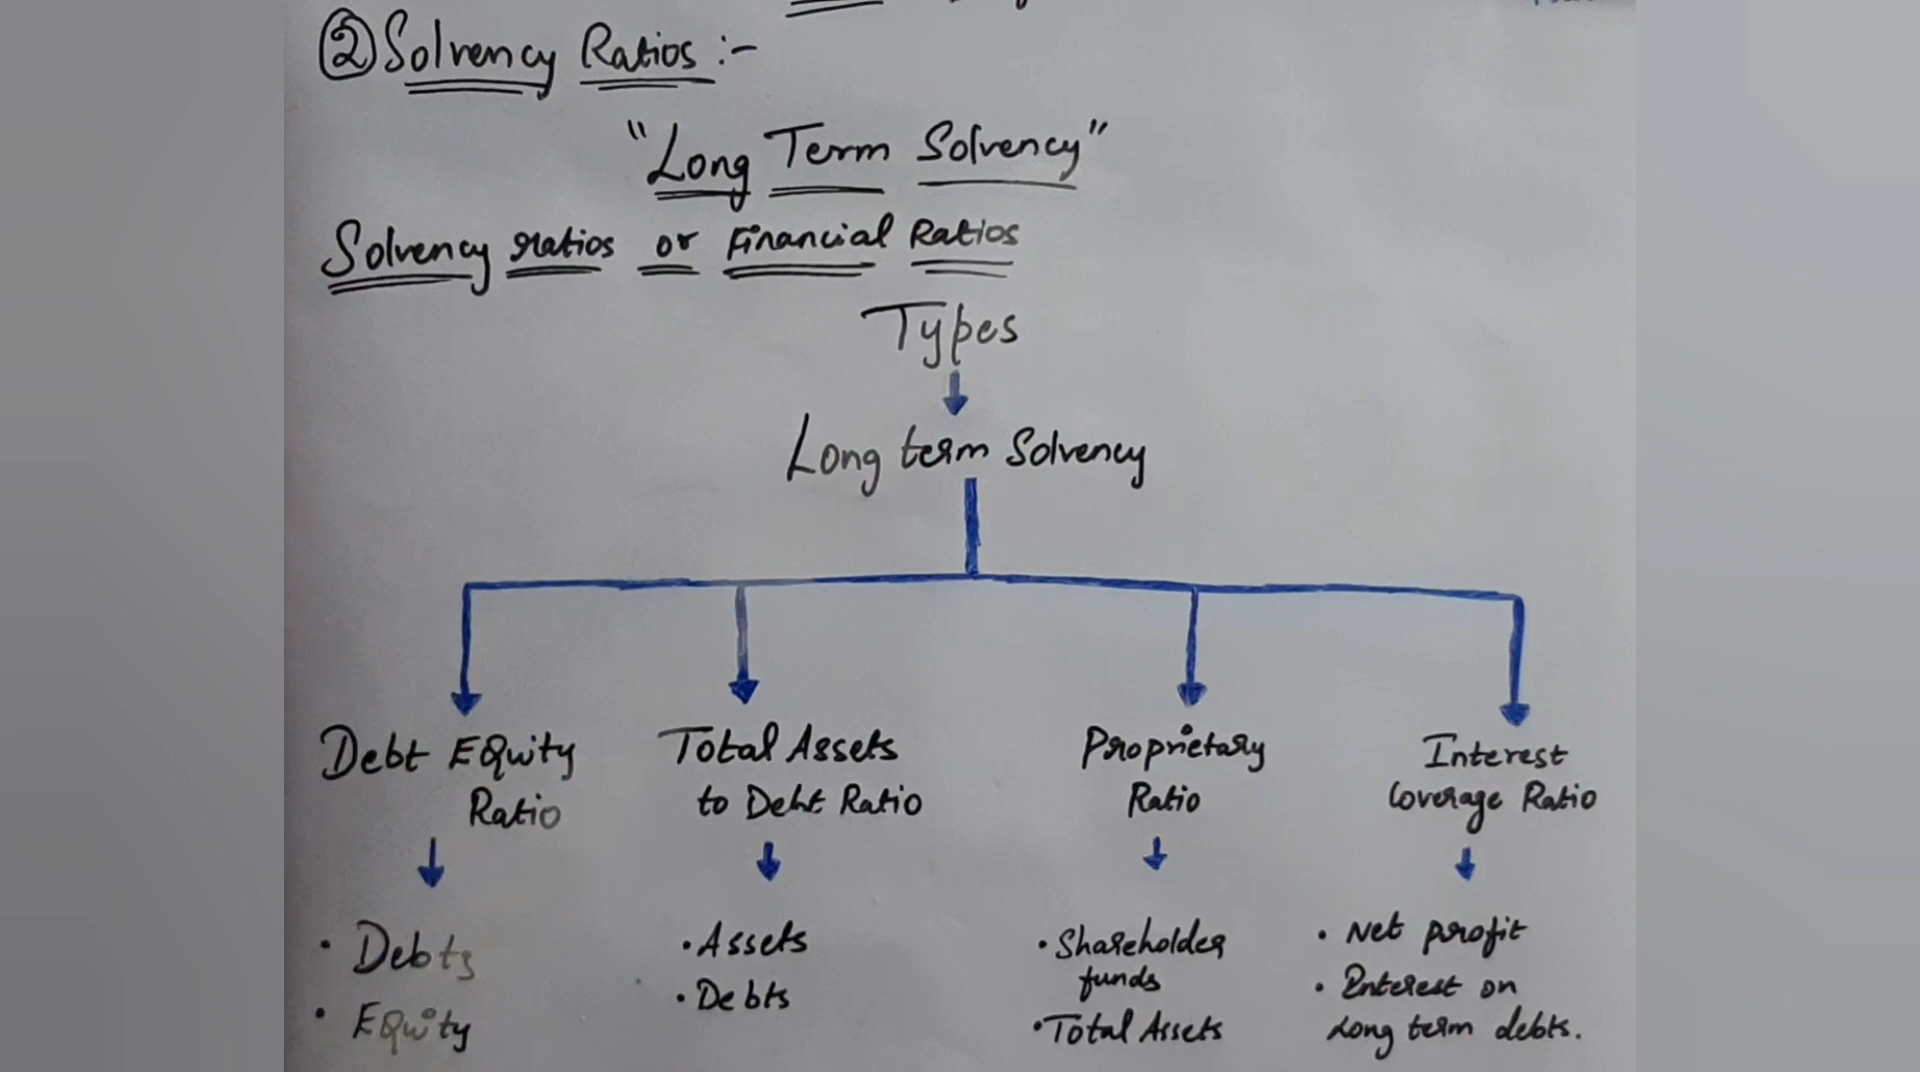 ②Solvency Ratios :-
"Long Term Solvency"
Solvency ratios or Financial Ratios
Types
Long term Solvency
Debt Equity
Ratio
Total Assets
to Debt Ratio
Proprietary
Ratio
Interest
Coverage Ratio
• Debts
• Equity
• Assets
• Debts
• Shareholder
funds
• Total Assets
• Net profit
• Interest on
Long term debts.